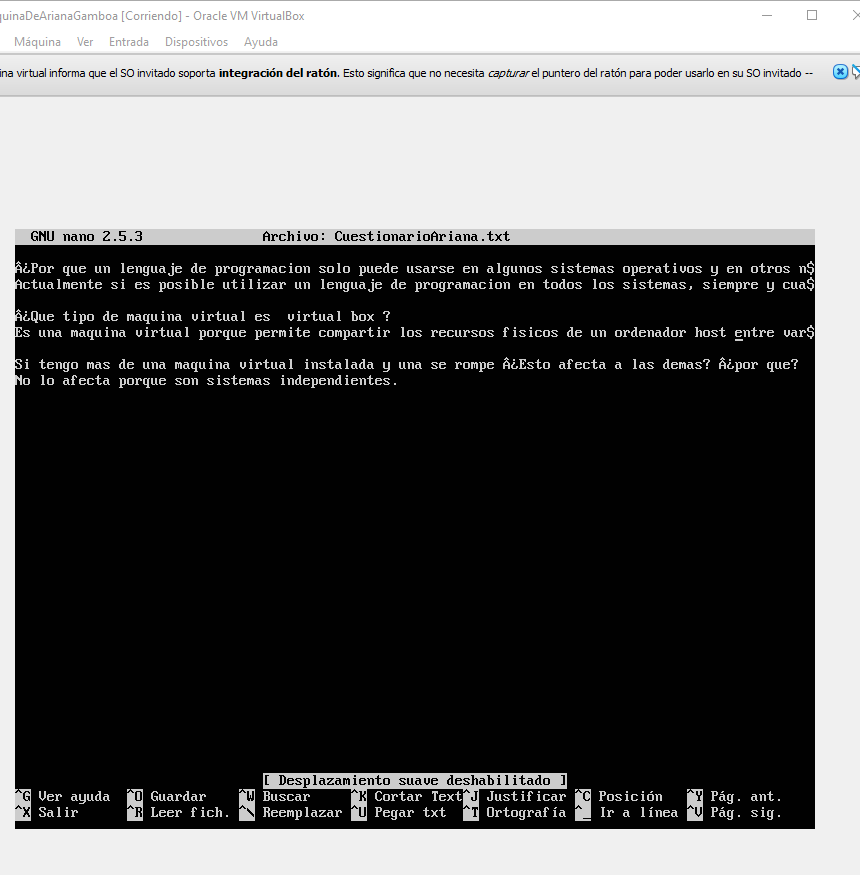 quinaDeArianaGamboa [Corriendo] - Oracle VM VirtualBox
Máquina Ver Entrada Dispositivos Ayuda
ina virtual informa que el SO invitado soporta integración del ratón. Esto significa que no necesita capturar el puntero del ratón para poder usarlo en su SO invitado --
GNU nano 2.5.3 Archivo: CuestionarioAriana.txt
Â¿Por que un lenguaje de programacion solo puede usarse en algunos sistemas operativos y en otros n$
Actualmente si es posible utilizar un lenguaje de programacion en todos los sistemas, siempre y cua$
Â¿Que tipo de maquina virtual es  virtual box ?
Es una maquina virtual porque permite compartir los recursos fisicos de un ordenador host entre var$
Si tengo mas de una maquina virtual instalada y una se rompe Â¿Esto afecta a las demas? Â¿por que?
No lo afecta porque son sistemas independientes.
[ Desplazamiento suave deshabilitado ]
^G Ver ayuda ^O Guardar ^W Buscar ^K Cortar Text ^J Justificar ^C Posición ^Y Pág. ant.
^X Salir ^R Leer fich. ^\ Reemplazar ^U Pegar txt ^T Ortografía ^_ Ir a línea ^V Pág. sig.